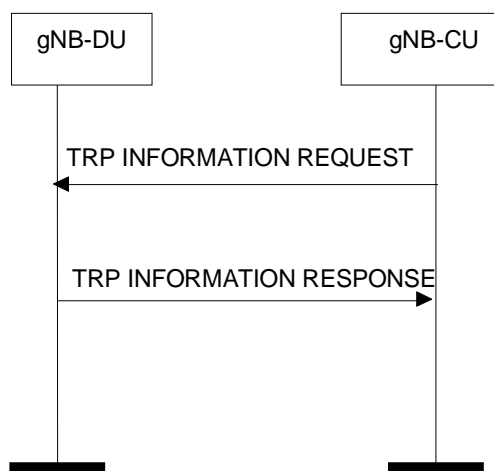 gNB-DU
gNB-CU
TRP INFORMATION REQUEST
TRP INFORMATION RESPONSE